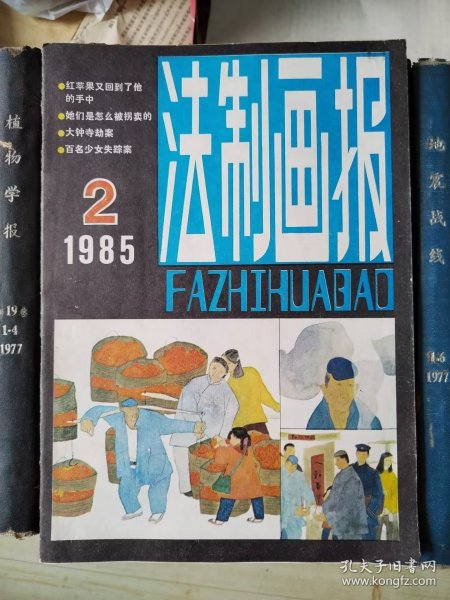 ●红苹果又回到了他
的手中
●她们是怎么被拐卖的
●大钟寺劫案
●百名少女失踪案
2
1985
法制画报
FAZHIHUABAO
植物学报
19卷
1-4
1977
地震战线
1-6
1977
孔夫子旧书网
www.kongfz.com